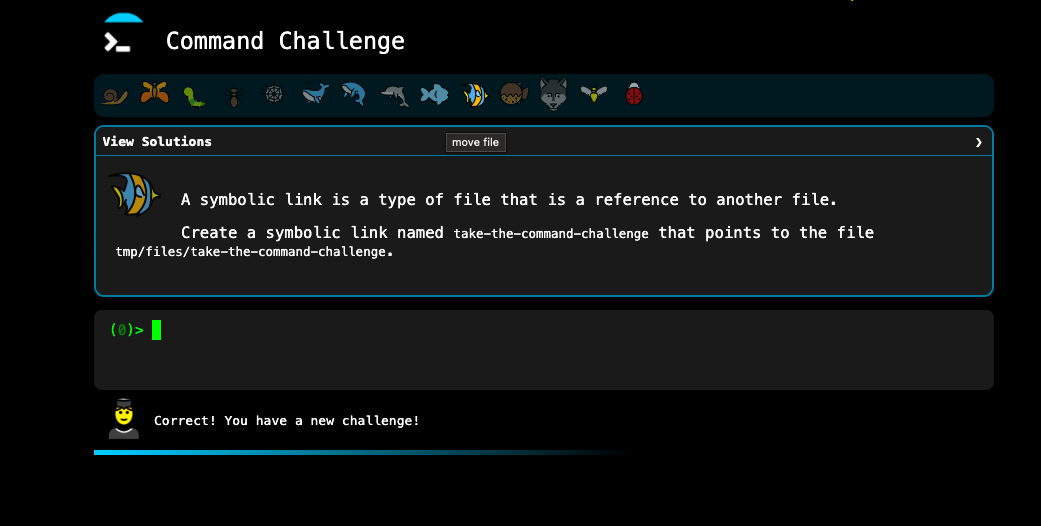 Command Challenge
View Solutions
move file
❯
A symbolic link is a type of file that is a reference to another file.
Create a symbolic link named take-the-command-challenge that points to the file
tmp/files/take-the-command-challenge.
(0)>
Correct! You have a new challenge!